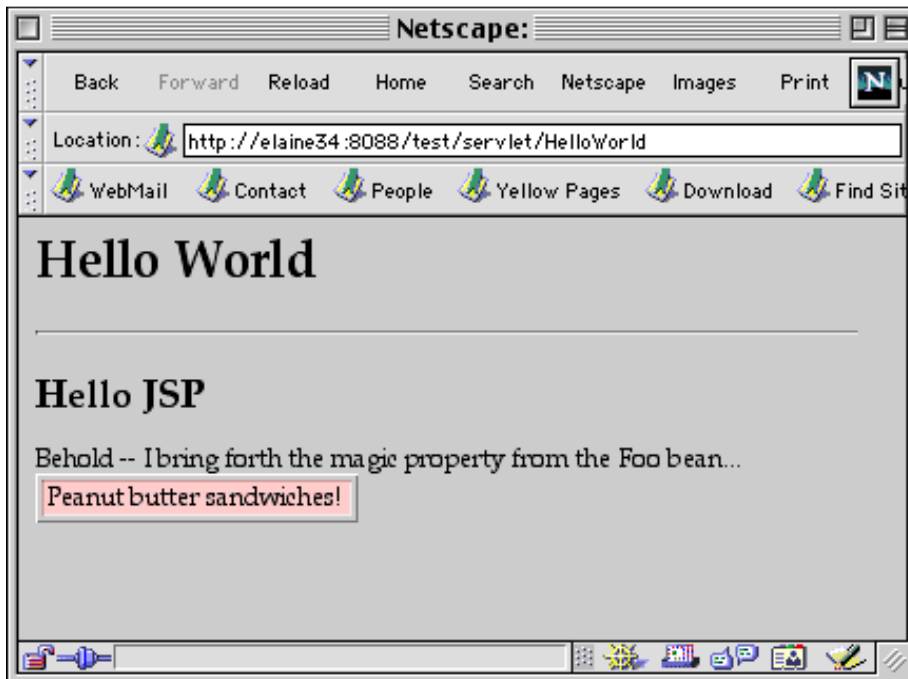 Netscape:
Back Forward Reload Home Search Netscape Images Print N
Location: http://elaine34:8088/test/servlet/HelloWorld
WebMail Contact People Yellow Pages Download Find Sit
Hello World
Hello JSP
Behold -- I bring forth the magic property from the Foo bean...
Peanut butter sandwiches!